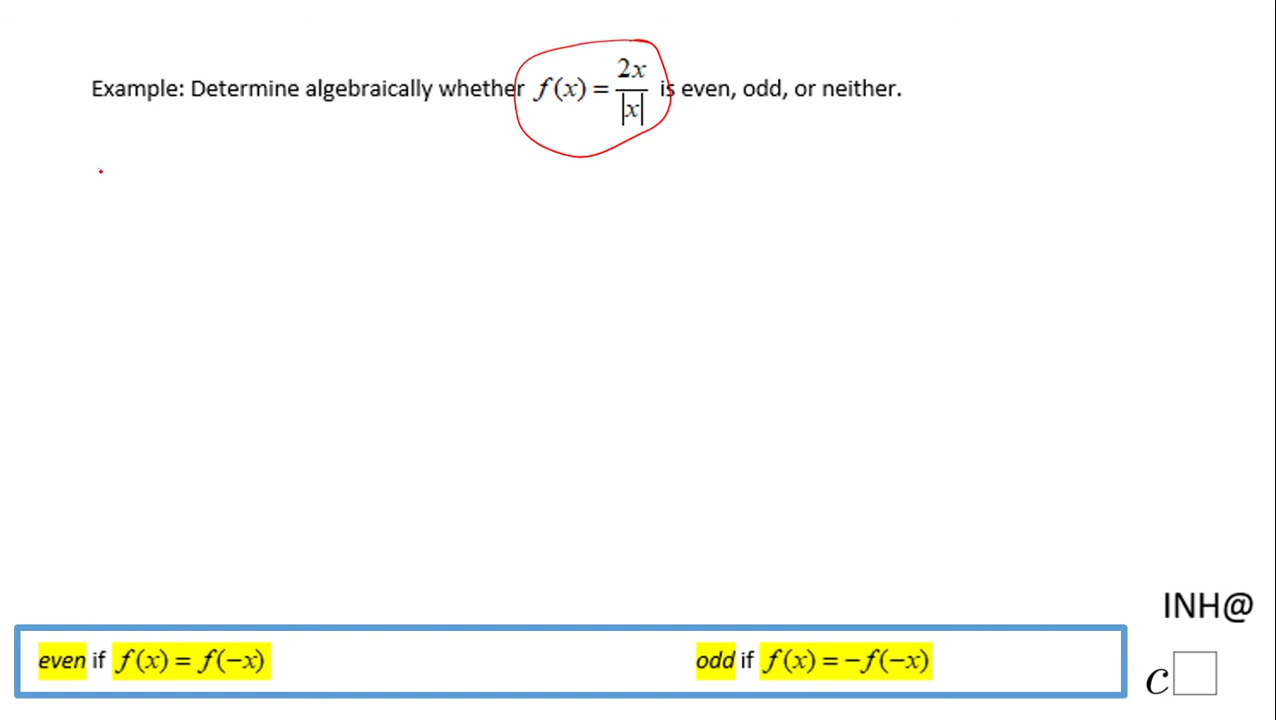 Example: Determine algebraically whether f(x) = 2x/|x| is even, odd, or neither.
INH@
even if f(x) = f(−x) odd if f(x) = −f(−x)
c□